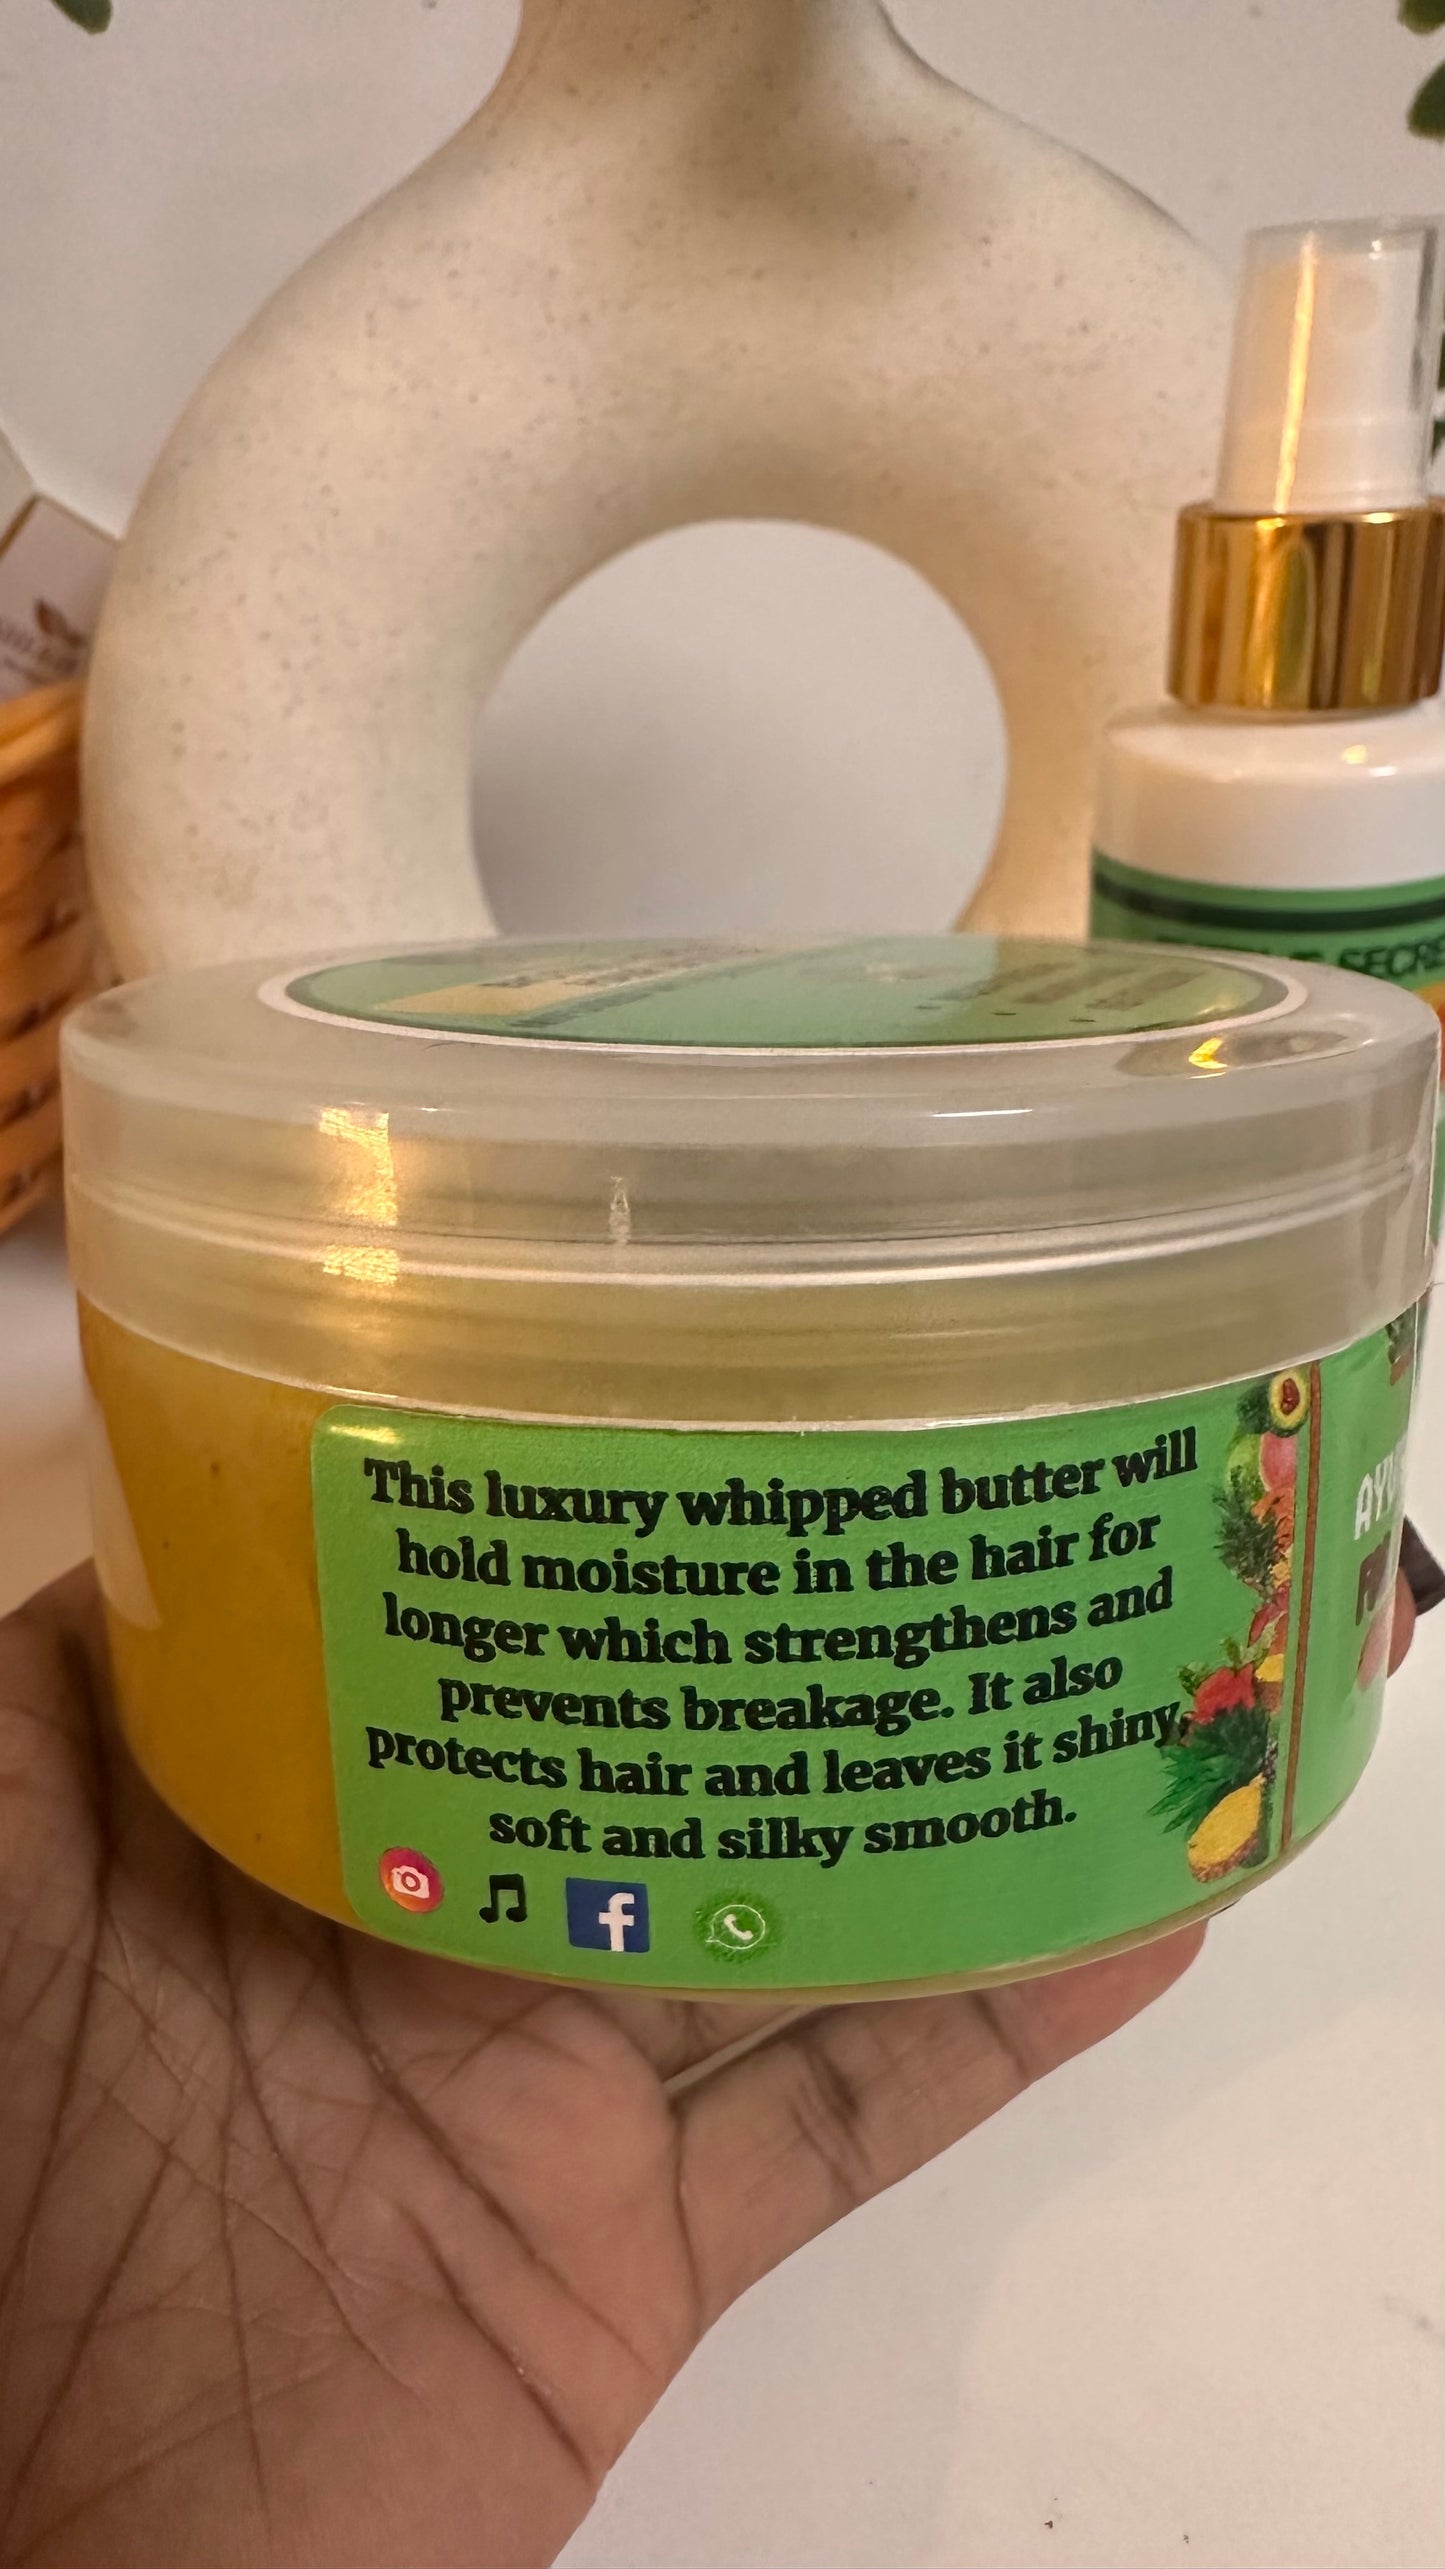 SECRE
This luxury whipped butter will
hold moisture in the hair for
longer which strengthens and
prevents breakage. It also
protects hair and leaves it shiny,
soft and silky smooth.